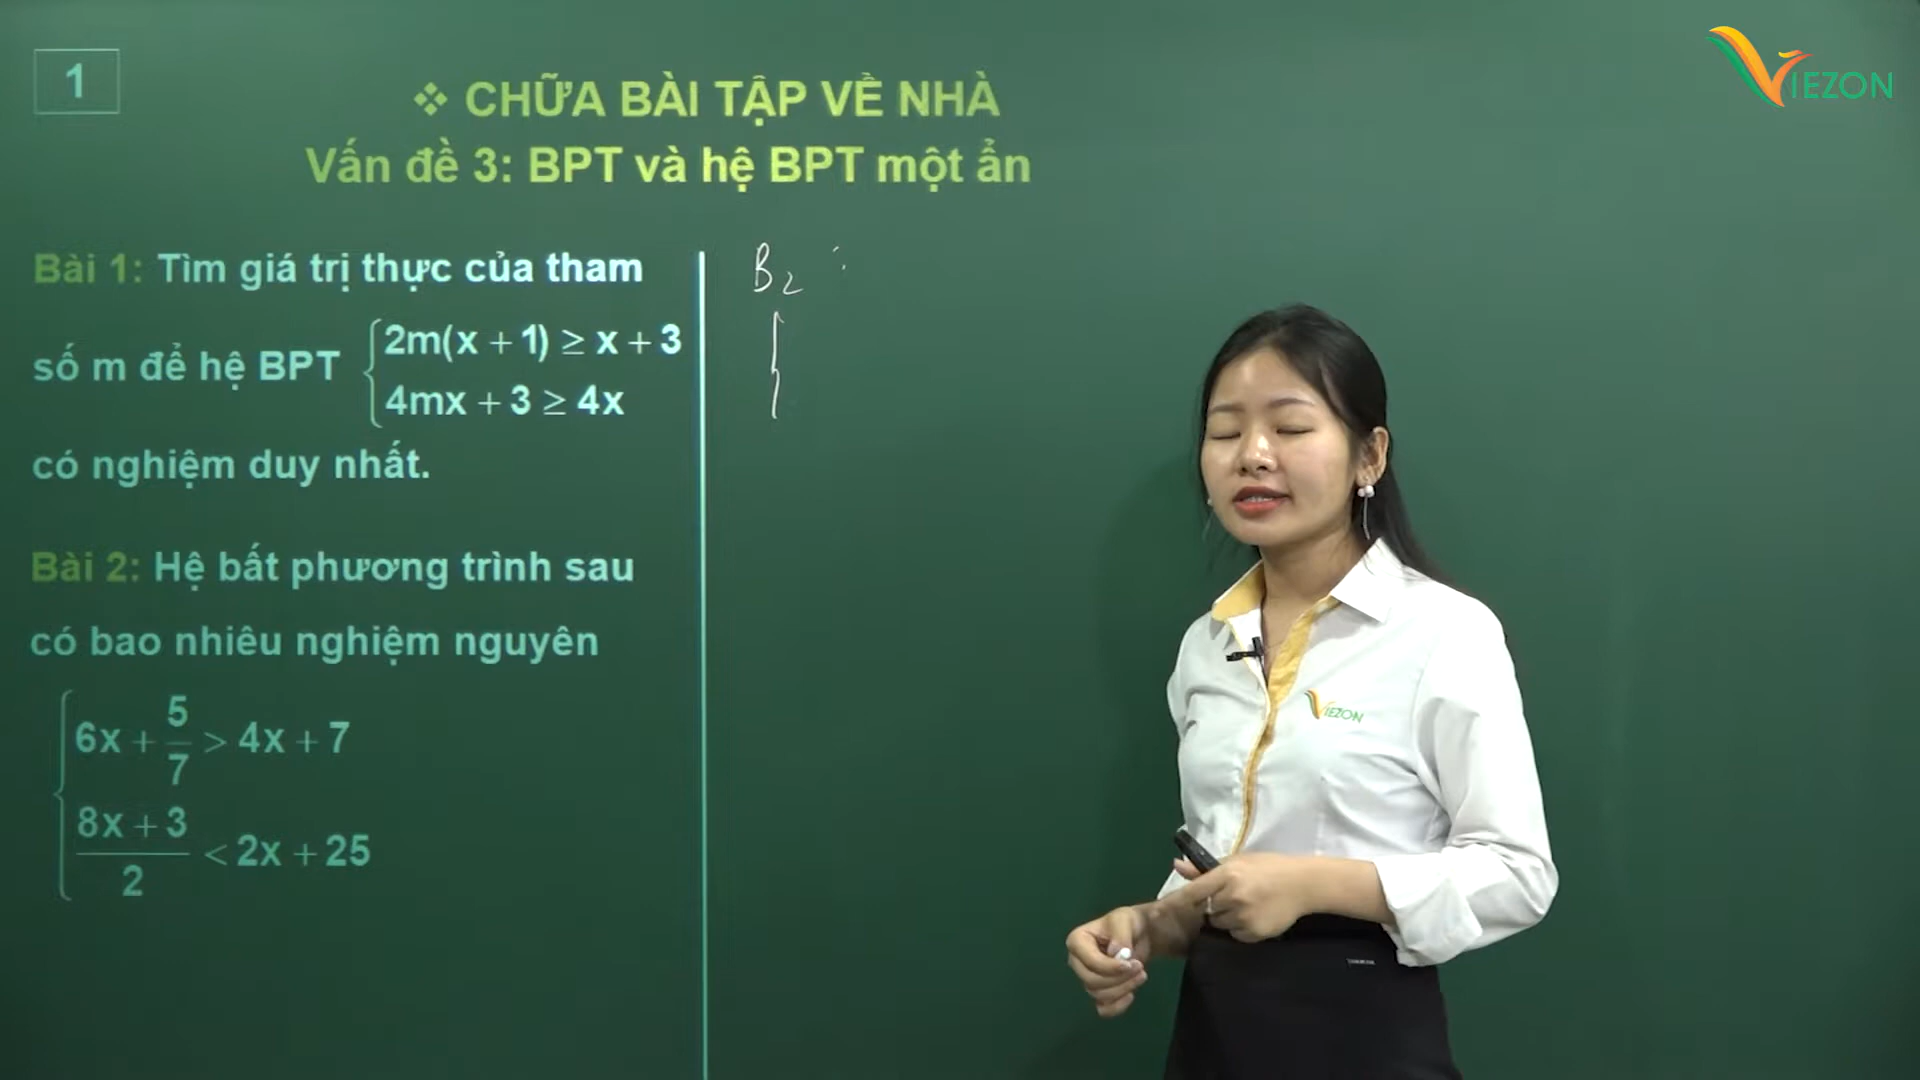 1
❖ CHỮA BÀI TẬP VỀ NHÀ
Vấn đề 3: BPT và hệ BPT một ẩn
VIEZON
Bài 1: Tìm giá trị thực của tham
số m để hệ BPT { 2m(x + 1) ≥ x + 3
4mx + 3 ≥ 4x
có nghiệm duy nhất.
Bài 2: Hệ bất phương trình sau
có bao nhiêu nghiệm nguyên
{ 6x + 5/7 > 4x + 7
(8x + 3)/2 < 2x + 25
B2 :
{
VIEZON